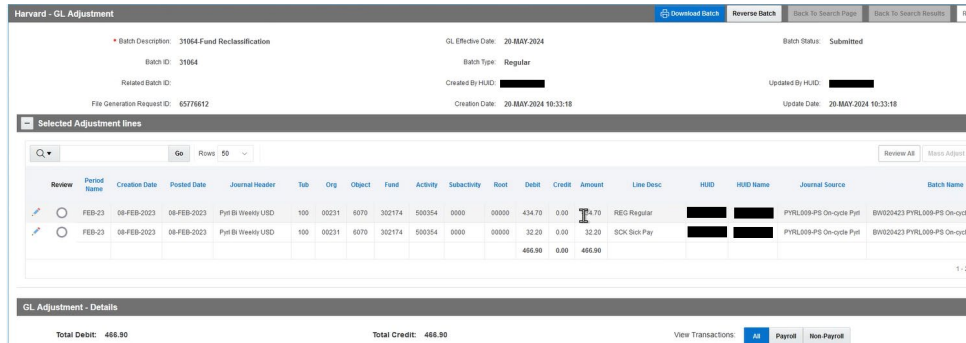 Harvard - GL Adjustment Download Batch Reverse Batch Back To Search Page Back To Search Results R
* Batch Description: 31064-Fund Reclassification GL Effective Date: 20-MAY-2024 Batch Status: Submitted
Batch ID: 31064 Batch Type: Regular
Related Batch ID: Created By HUID: Updated By HUID:
File Generation Request ID: 65776612 Creation Date: 20-MAY-2024 10:33:18 Update Date: 20-MAY-2024 10:33:18
Selected Adjustment lines
Go Rows 50 Review All Mass Adjust
Review Period Name Creation Date Posted Date Journal Header Tub Org Object Fund Activity Subactivity Root Debit Credit Amount Line Desc HUID HUID Name Journal Source Batch Name
FEB-23 08-FEB-2023 08-FEB-2023 Pyrl Bi Weekly USD 100 00231 6070 302174 500354 0000 00000 434.70 0.00 REG Regular PYRL009-PS On-cycle Pyrl BW020423 PYRL009-PS On-cycl
FEB-23 08-FEB-2023 08-FEB-2023 Pyrl Bi Weekly USD 100 00231 6070 302174 500354 0000 00000 32.20 0.00 32.20 SCK Sick Pay PYRL009-PS On-cycle Pyrl BW020423 PYRL009-PS On-cycl
466.90 0.00 466.90
1 - 2
GL Adjustment - Details
Total Debit: 466.90 Total Credit: 466.90 View Transactions: All Payroll Non-Payroll